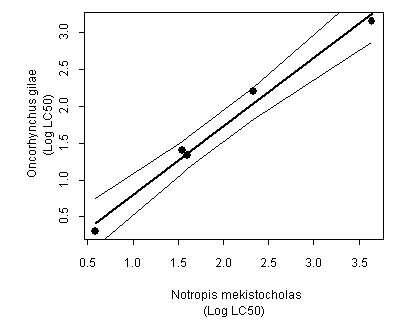 Oncorhynchus gilae
(Log LC50)
3.0
2.5
2.0
1.5
1.0
0.5
0.5 1.0 1.5 2.0 2.5 3.0 3.5
Notropis mekistocholas
(Log LC50)